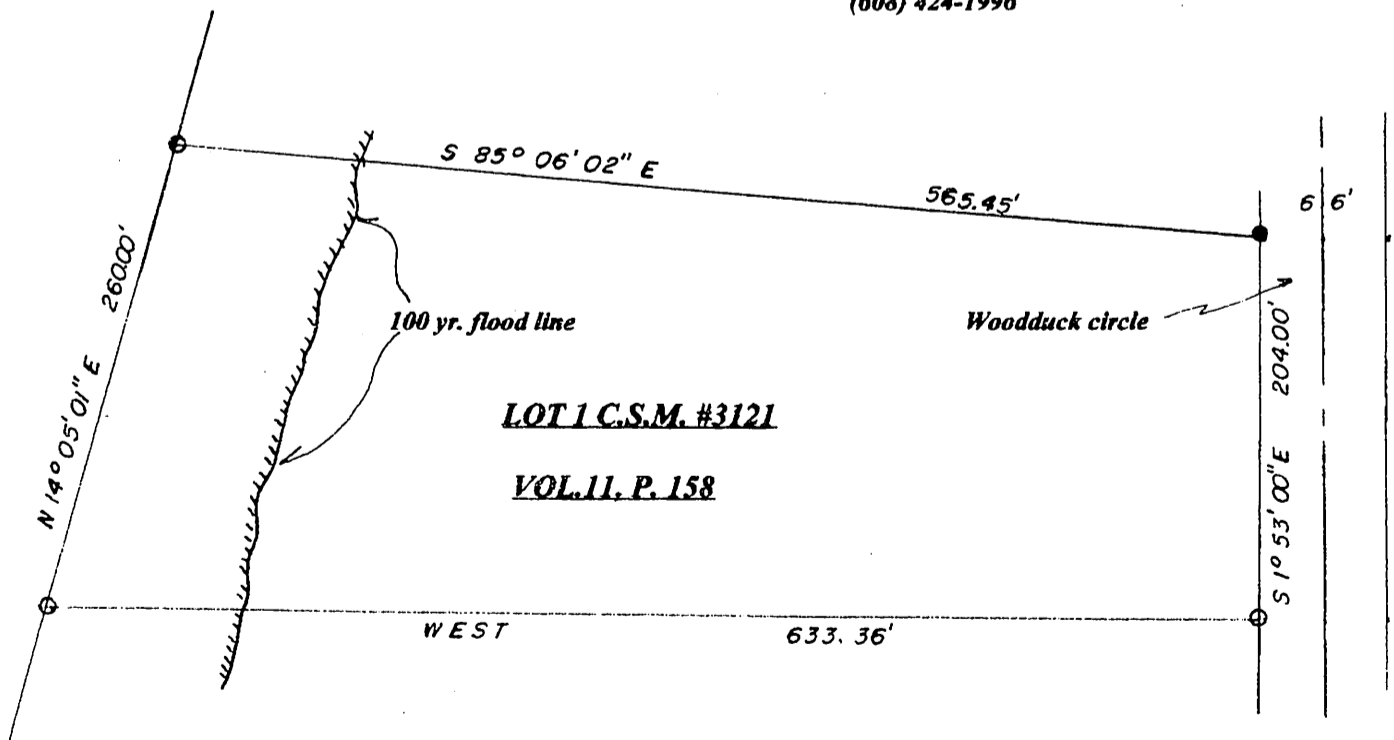 (608) 424-1996
S 85° 06' 02" E
565.45'
6 6'
N 14° 05' 01" E 260.00'
100 yr. flood line
Woodduck circle
S 1° 53' 00" E 204.00'
LOT 1 C.S.M. #3121
VOL.11, P. 158
WEST
633.36'